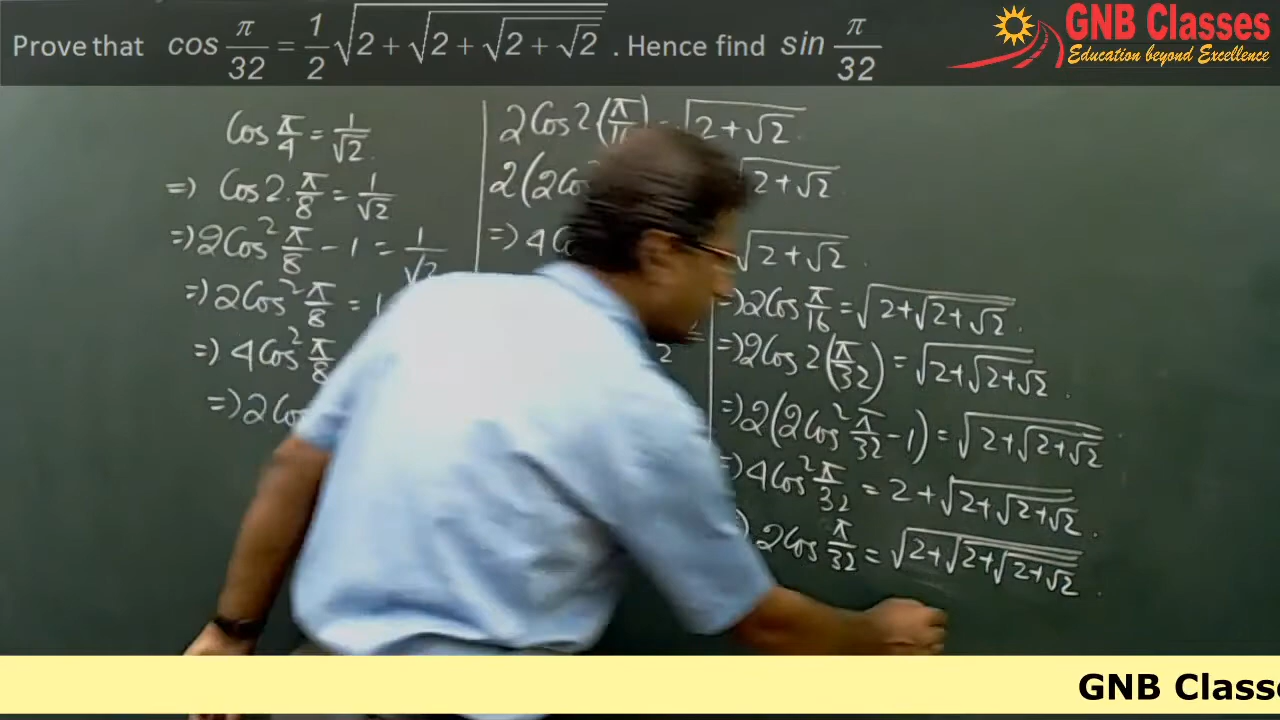 Prove that cos π/32 = 1/2 √(2 + √(2 + √(2 + √2))) . Hence find sin π/32
GNB Classes
Education beyond Excellence
Cos π/4 = 1/√2.
=) Cos 2. π/8 = 1/√2
=) 2Cos² π/8 - 1 = 1/√2
=) 2Cos² π/8 =
=) 4Cos² π/8
=) 2Cos
2Cos 2(π/16) = √(2+√2)
2(2Cos √(2+√2)
=) 4C √(2+√2)
2
=) 2Cos π/16 = √(2+√(2+√2)).
=) 2Cos 2(π/32) = √(2+√(2+√2)).
=) 2(2Cos² π/32 - 1) = √(2+√(2+√2))
=) 4Cos² π/32 = 2 + √(2+√(2+√2)).
) 2Cos π/32 = √(2+√(2+√(2+√2))).
GNB Classe